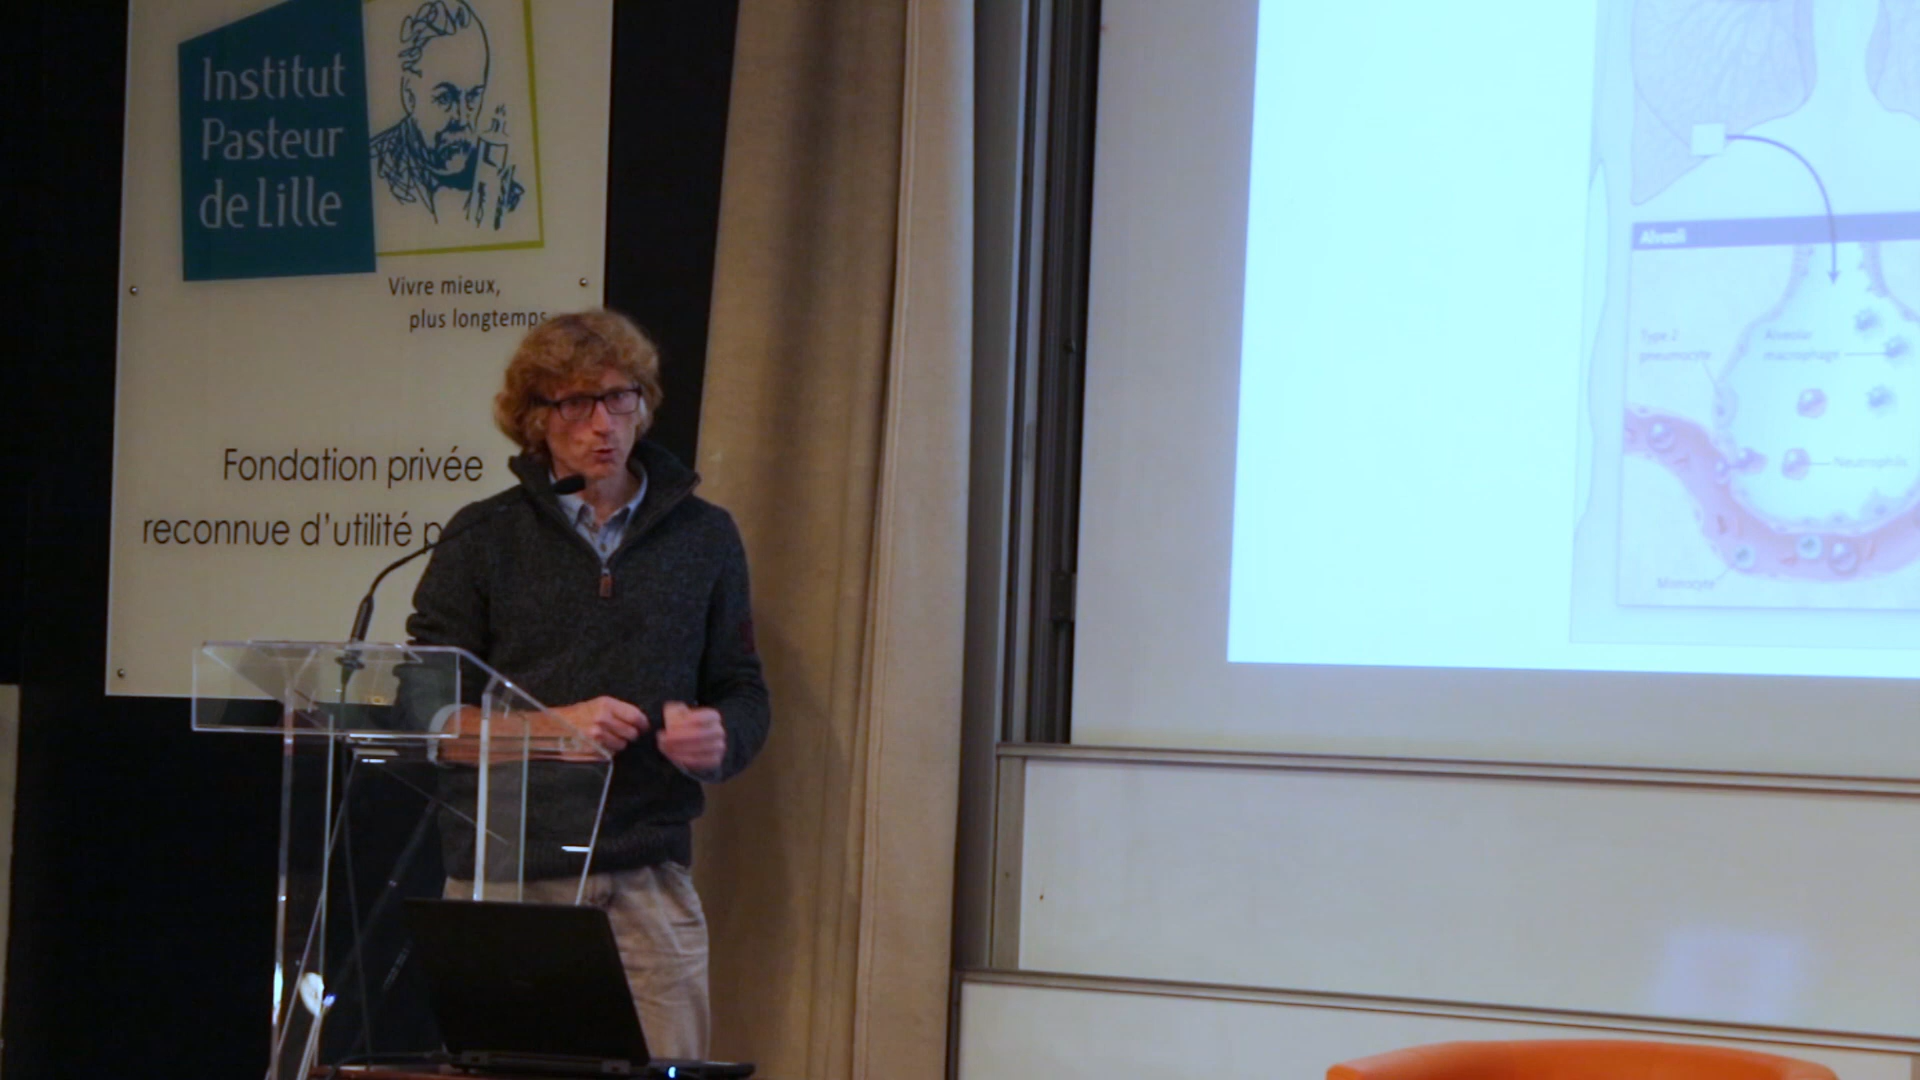 Institut
Pasteur
de Lille
Vivre mieux,
plus longtemps
Fondation privée
reconnue d'utilité p
Alveoli
Type 2
pneumocyte
Alveolar
macrophage
Neutrophils
Monocyte